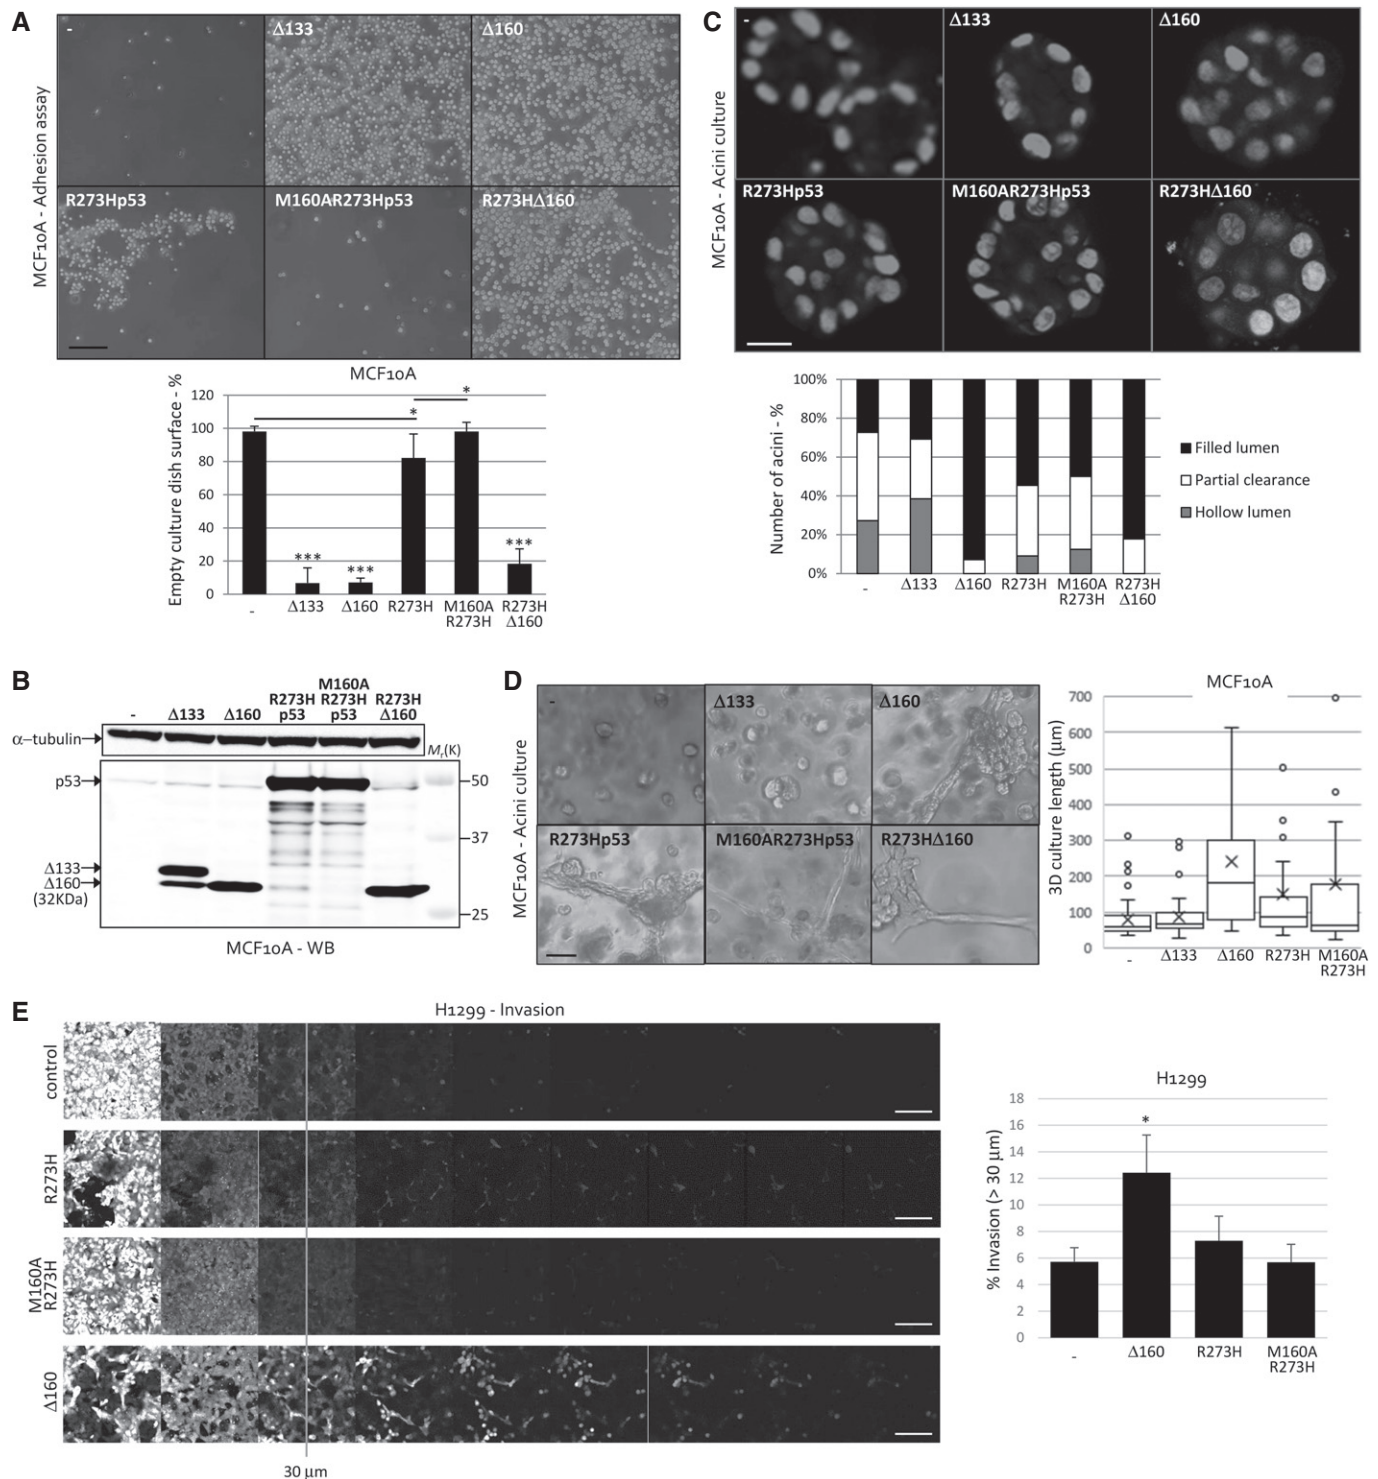 A
MCF10A - Adhesion assay
-
Δ133
Δ160
R273Hp53
M160AR273Hp53
R273HΔ160
MCF10A
Empty culture dish surface - %
120
100
80
60
40
20
0
*
*
***
***
***
-
Δ133
Δ160
R273H
M160A
R273H
R273H
Δ160
C
MCF10A - Acini culture
-
Δ133
Δ160
R273Hp53
M160AR273Hp53
R273HΔ160
Number of acini - %
100%
80%
60%
40%
20%
0%
-
Δ133
Δ160
R273H
M160A
R273H
R273H
Δ160
Filled lumen
Partial clearance
Hollow lumen
B
-
Δ133
Δ160
R273H
p53
M160A
R273H
p53
R273H
Δ160
α-tubulin
Mr(K)
p53
50
37
Δ133
Δ160
(32KDa)
25
MCF10A - WB
D
MCF10A - Acini culture
-
Δ133
Δ160
R273Hp53
M160AR273Hp53
R273HΔ160
MCF10A
3D culture length (μm)
700
600
500
400
300
200
100
0
-
Δ133
Δ160
R273H
M160A
R273H
E
H1299 - Invasion
control
R273H
M160A
R273H
Δ160
30 μm
H1299
% Invasion (> 30 μm)
18
16
14
12
10
8
6
4
2
0
*
-
Δ160
R273H
M160A
R273H